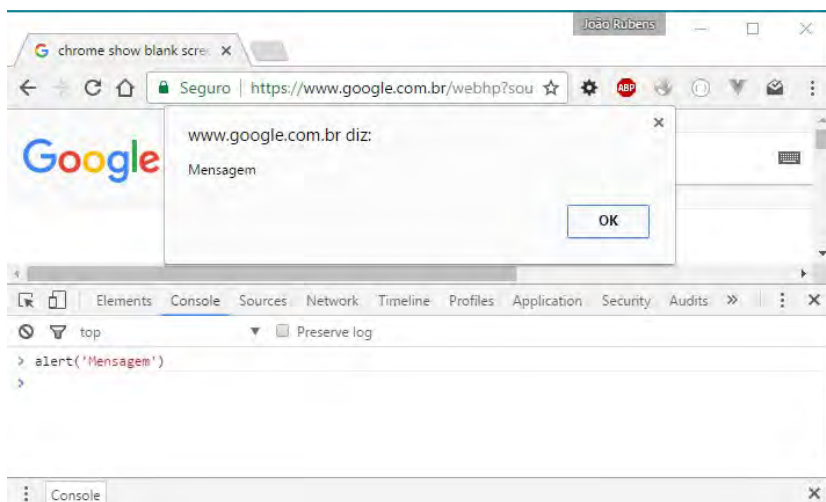 João Rubens
chrome show blank scre
Seguro | https://www.google.com.br/webhp?sou
ABP
Google
www.google.com.br diz:
Mensagem
OK
Elements Console Sources Network Timeline Profiles Application Security Audits »
top ▼ Preserve log
> alert('Mensagem')
>
Console